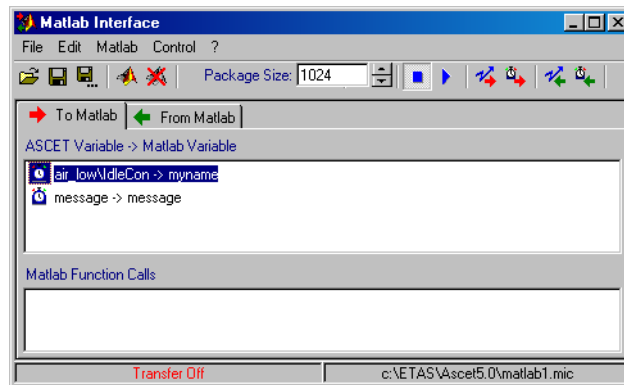 Matlab Interface
File Edit Matlab Control ?
Package Size: 1024
To Matlab From Matlab
ASCET Variable -> Matlab Variable
air_low\IdleCon -> myname
message -> message
Matlab Function Calls
Transfer Off c:\ETAS\Ascet5.0\matlab1.mic